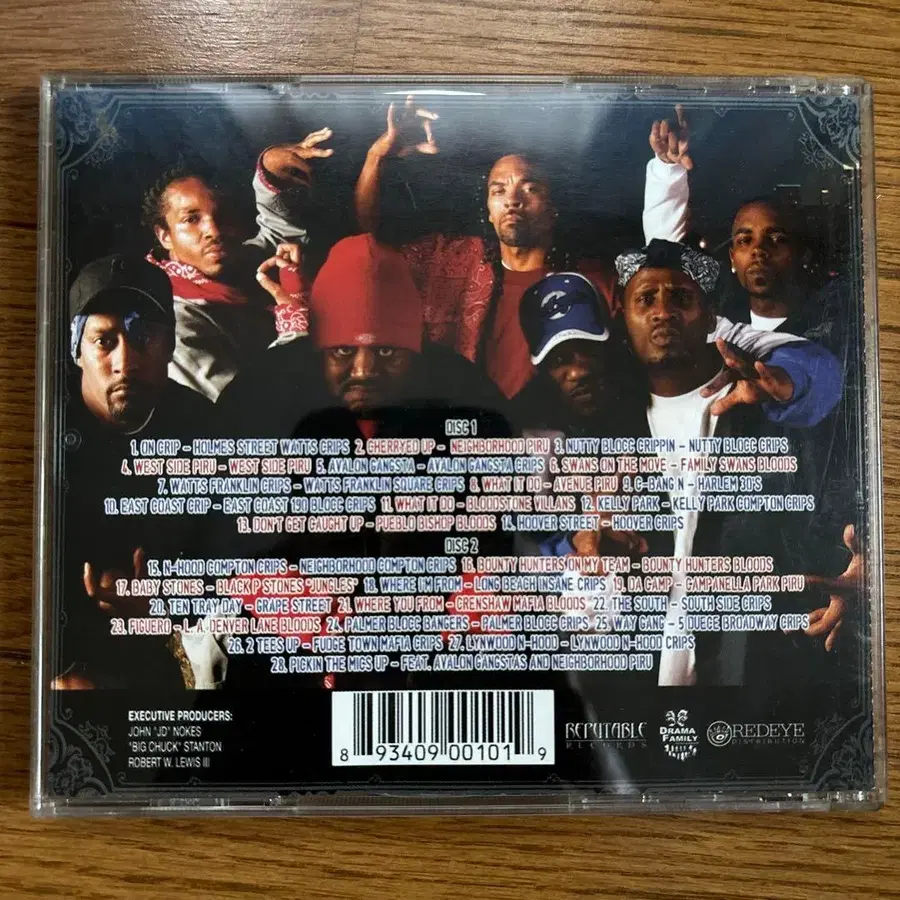 DISC 1
1. ON GRIP – HOLMES STREET WATTS CRIPS 2. CHERRYED UP – NEIGHBORHOOD PIRU 3. NUTTY BLOCC CRIPPIN – NUTTY BLOCC CRIPS
4. WEST SIDE PIRU – WEST SIDE PIRU 5. AVALON GANGSTA – AVALON GANGSTA CRIPS 6. SWANS ON THE MOVE – FAMILY SWANS BLOODS
7. WATTS FRANKLIN CRIPS – WATTS FRANKLIN SQUARE CRIPS 8. WHAT IT DO – AVENUE PIRU 9. C-BANG N – HARLEM 30'S
10. EAST COAST CRIP – EAST COAST 190 BLOCC CRIPS 11. WHAT IT DO – BLOODSTONE VILLANS 12. KELLY PARK – KELLY PARK COMPTON CRIPS
13. DON'T GET CAUGHT UP – PUEBLO BISHOP BLOODS 14. HOOVER STREET – HOOVER CRIPS
DISC 2
15. N-HOOD COMPTON CRIPS – NEIGHBORHOOD COMPTON CRIPS 16. BOUNTY HUNTERS ON MY TEAM – BOUNTY HUNTERS BLOODS
17. BABY STONES – BLACK P STONES "JUNGLES" 18. WHERE I'M FROM – LONG BEACH INSANE CRIPS 19. DA CAMP – CAMPANELLA PARK PIRU
20. TEN TRAY DAY – GRAPE STREET 21. WHERE YOU FROM – CRENSHAW MAFIA BLOODS 22. THE SOUTH – SOUTH SIDE CRIPS
23. FIGUERO – L.A. DENVER LANE BLOODS 24. PALMER BLOCC BANGERS – PALMER BLOCC CRIPS 25. WAY GANG – 5 DUECE BROADWAY CRIPS
26. 2 TEES UP – FUDGE TOWN MAFIA CRIPS 27. LYNWOOD N-HOOD – LYNWOOD N-HOOD CRIPS
28. PICKIN THE MICS UP – FEAT. AVALON GANGSTAS AND NEIGHBORHOOD PIRU
EXECUTIVE PRODUCERS:
JOHN "JD" NOKES
"BIG CHUCK" STANTON
ROBERT W. LEWIS III
8 93409 00101 9
REPUTABLE
RECORDS
DRAMA
FAMILY
REDEYE
DISTRIBUTION